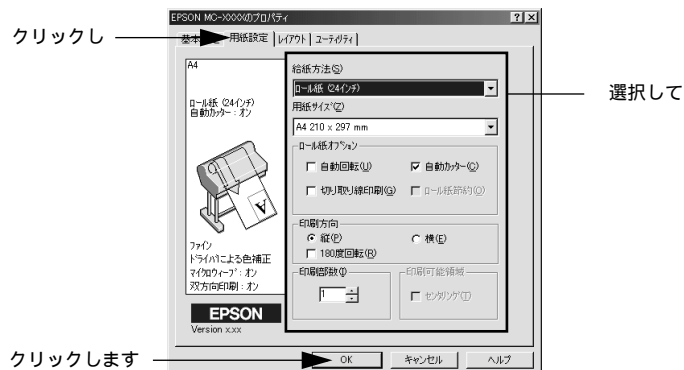 EPSON MC-XXXXのプロパティ
クリックし
用紙設定 レイアウト ユーティリティ
A4
給紙方法(S)
ロール紙 (24インチ)
選択して
ロール紙 (24インチ)
自動カッター : オン
用紙サイズ(Z)
A4 210 x 297 mm
ロール紙オプション
自動回転(U) 自動カッター(C)
切り取り線印刷(G) ロール紙節約(O)
A
印刷方向
縦(P) 横(E)
180度回転(R)
ファイン
ドライバによる色補正
マイクロウィーブ : オン
双方向印刷 : オン
印刷部数(I) 印刷可能領域
1 センタリング(T)
EPSON
Version x.xx
クリックします
OK キャンセル ヘルプ